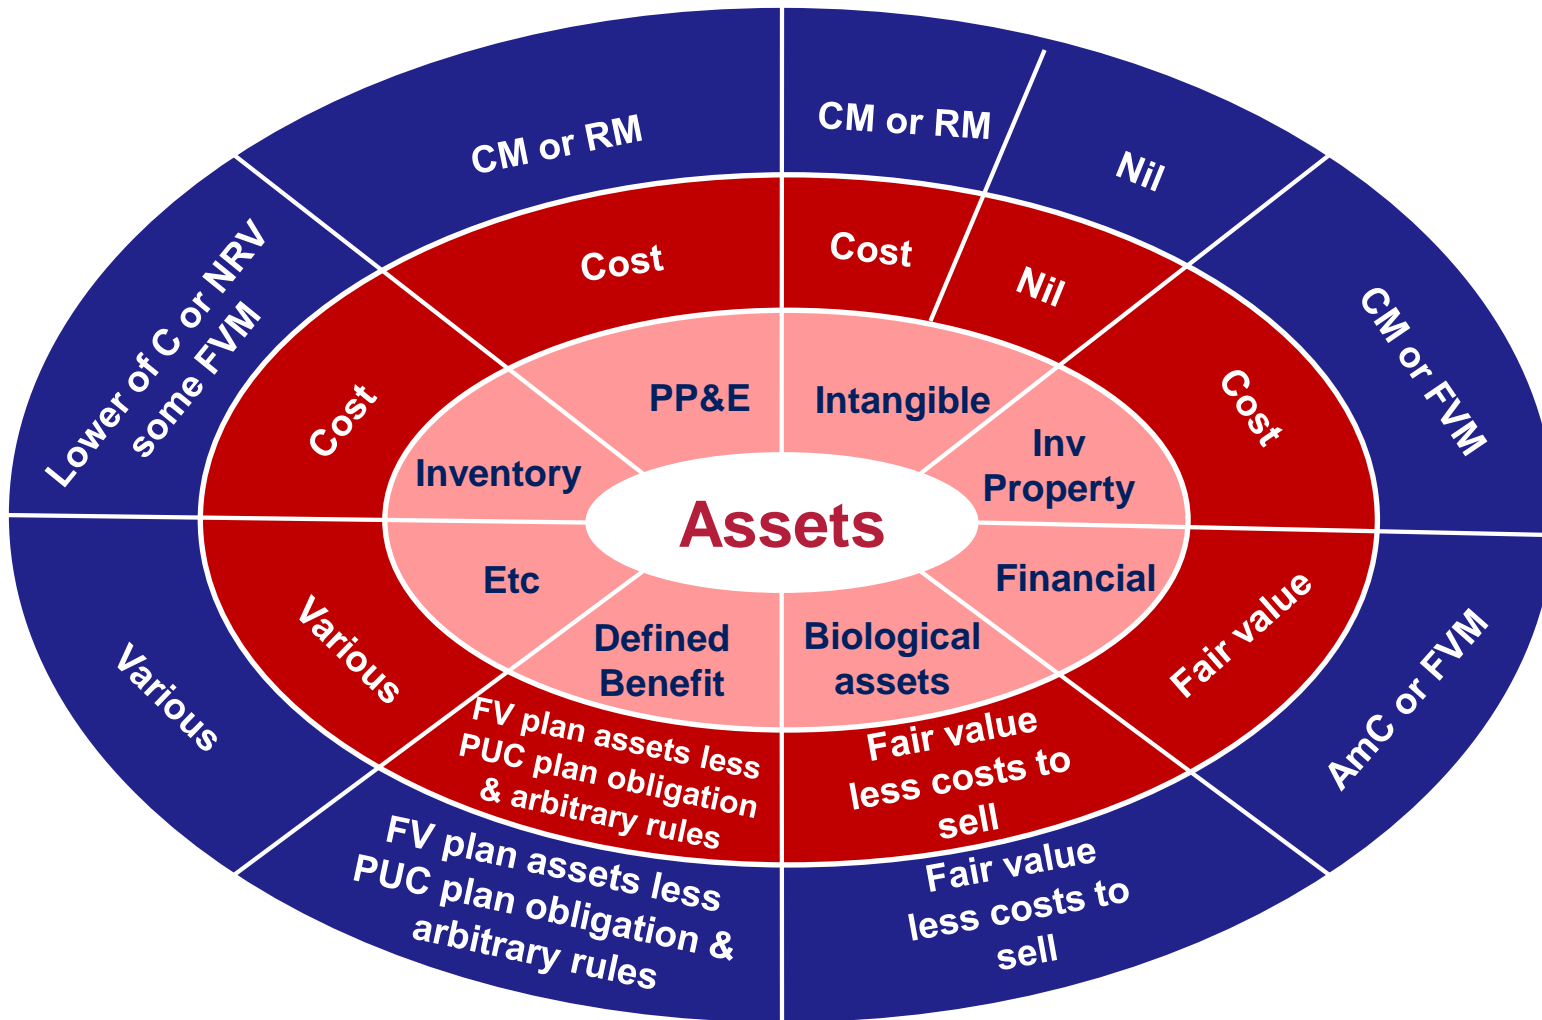 CM or RM
CM or RM
Nil
Lower of C or NRV
some FVM
CM or FVM
Cost
Cost
Nil
Cost
Cost
PP&E
Intangible
Inventory
Inv
Property
Assets
Etc
Financial
Defined
Benefit
Biological
assets
Various
Various
Fair value
AmC or FVM
FV plan assets less
PUC plan obligation
& arbitrary rules
Fair value
less costs to
sell
FV plan assets less
PUC plan obligation &
arbitrary rules
Fair value
less costs to
sell